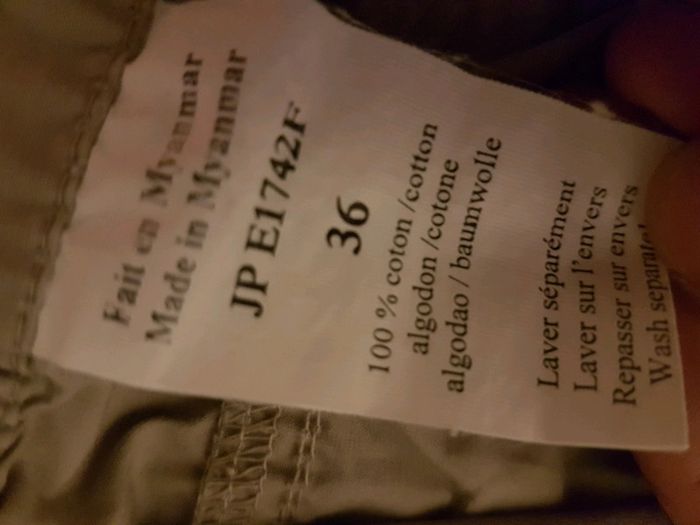 Fait en Myanmar
Made in Myanmar
JP E1742F
36
100 % coton /cotton
algodon /cotone
algodao / baumwolle
Laver séparément
Laver sur l'envers
Repasser sur envers
Wash